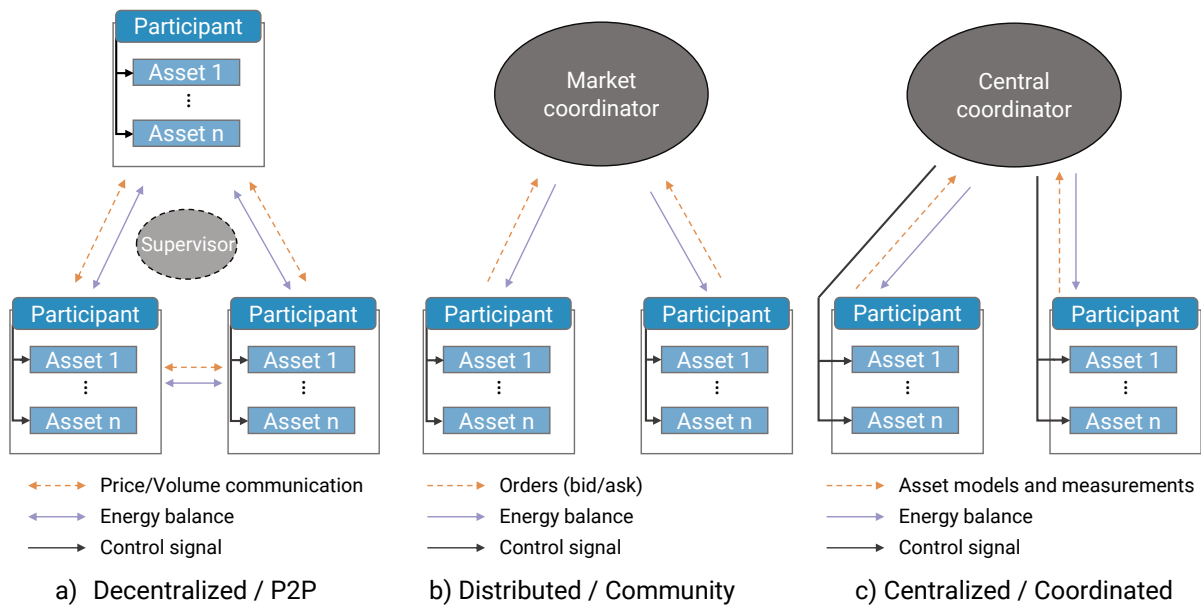 Participant
Asset 1
⋮
Asset n
Supervisor
Participant
Asset 1
⋮
Asset n
Participant
Asset 1
⋮
Asset n
Price/Volume communication
Energy balance
Control signal
a) Decentralized / P2P
Market
coordinator
Participant
Asset 1
⋮
Asset n
Participant
Asset 1
⋮
Asset n
Orders (bid/ask)
Energy balance
Control signal
b) Distributed / Community
Central
coordinator
Participant
Asset 1
⋮
Asset n
Participant
Asset 1
⋮
Asset n
Asset models and measurements
Energy balance
Control signal
c) Centralized / Coordinated